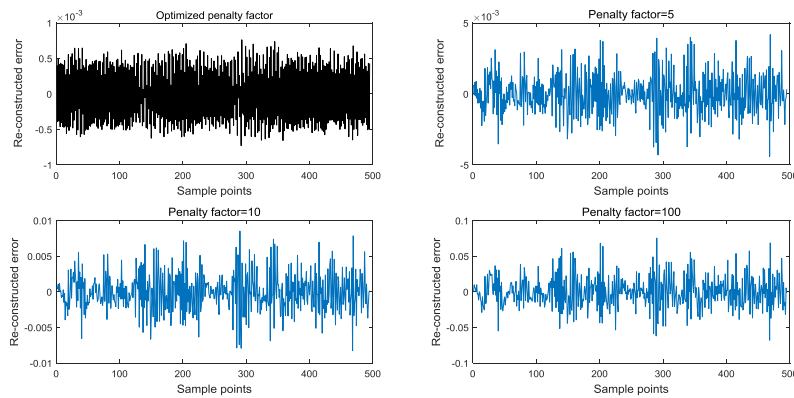 Optimized penalty factor
×10⁻³
1
0.5
0
-0.5
-1
Re-constructed error
0 100 200 300 400 500
Sample points
Penalty factor=5
×10⁻³
5
0
-5
Re-constructed error
0 100 200 300 400 500
Sample points
Penalty factor=10
0.01
0.005
0
-0.005
-0.01
Re-constructed error
0 100 200 300 400 500
Sample points
Penalty factor=100
0.1
0.05
0
-0.05
-0.1
Re-constructed error
0 100 200 300 400 500
Sample points